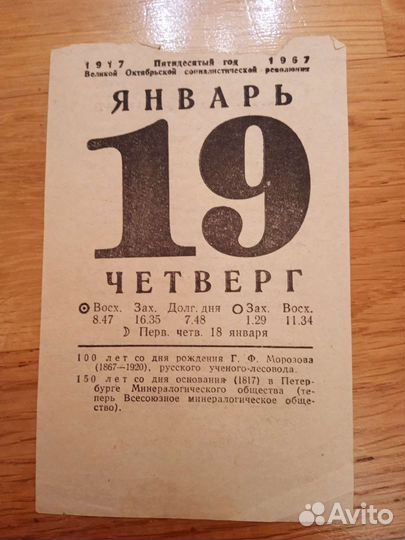 1917 Пятидесятый год 1967
Великой Октябрьской социалистической революции
ЯНВАРЬ
19
ЧЕТВЕРГ
Восх. Зах. Долг. дня Зах. Восх.
8.47 16.35 7.48 1.29 11.34
Перв. четв. 18 января
100 лет со дня рождения Г. Ф. Морозова
(1867—1920), русского ученого-лесовода.
150 лет со дня основания (1817) в Петер-
бурге Минералогического общества (те-
перь Всесоюзное минералогическое обще-
ство).
Avito